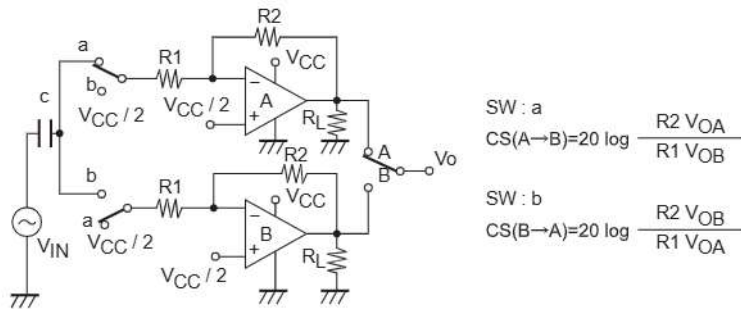 R2
a
R1
VCC
b
c
VCC / 2
VCC / 2
−
A
+
RL
SW : a
CS(A→B)=20 log R2 VOA
R1 VOB
A
Vo
B
R2
b
R1
VCC
a
VCC / 2
−
B
+
VIN
VCC / 2
RL
SW : b
CS(B→A)=20 log R2 VOB
R1 VOA